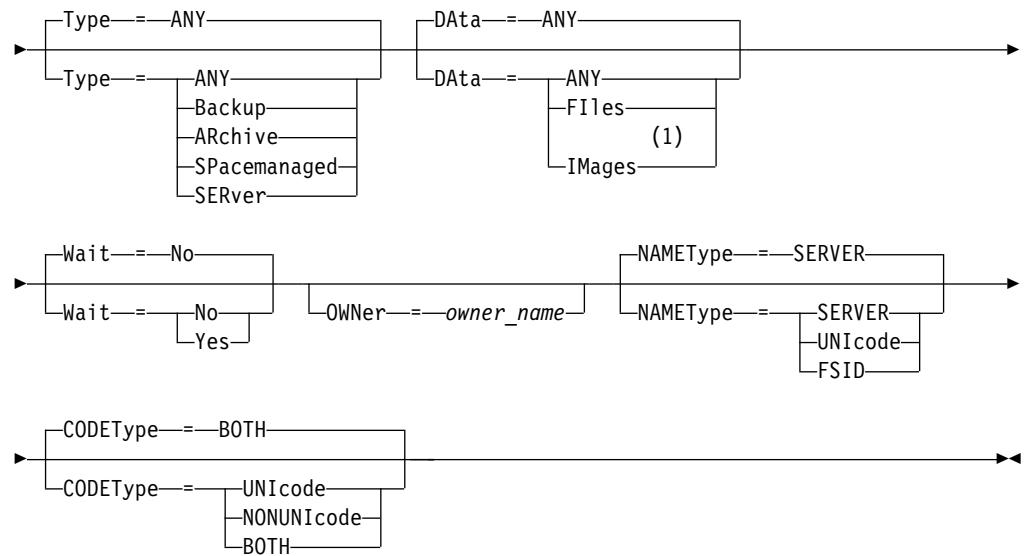 Type = ANY DAta = ANY
Type = ANY DAta = ANY
Backup FIles
ARchive (1)
SPacemanaged IMages
SERver
Wait = No NAMEType = SERVER
Wait = No OWNer = owner_name NAMEType = SERVER
Yes UNIcode
FSID
CODEType = BOTH
CODEType = UNIcode
NONUNIcode
BOTH